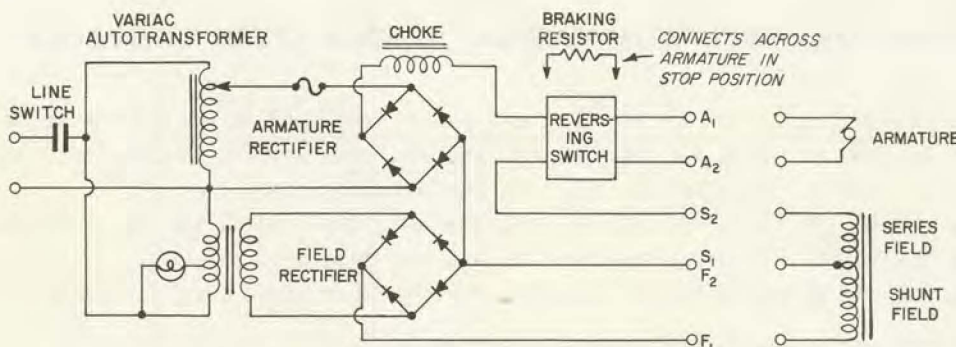 VARIAC
AUTOTRANSFORMER
LINE
SWITCH
ARMATURE
RECTIFIER
CHOKE
BRAKING
RESISTOR
CONNECTS ACROSS
ARMATURE IN
STOP POSITION
REVERS-
ING
SWITCH
A1
A2
S2
S1
F2
F1
ARMATURE
FIELD
RECTIFIER
SERIES
FIELD
SHUNT
FIELD